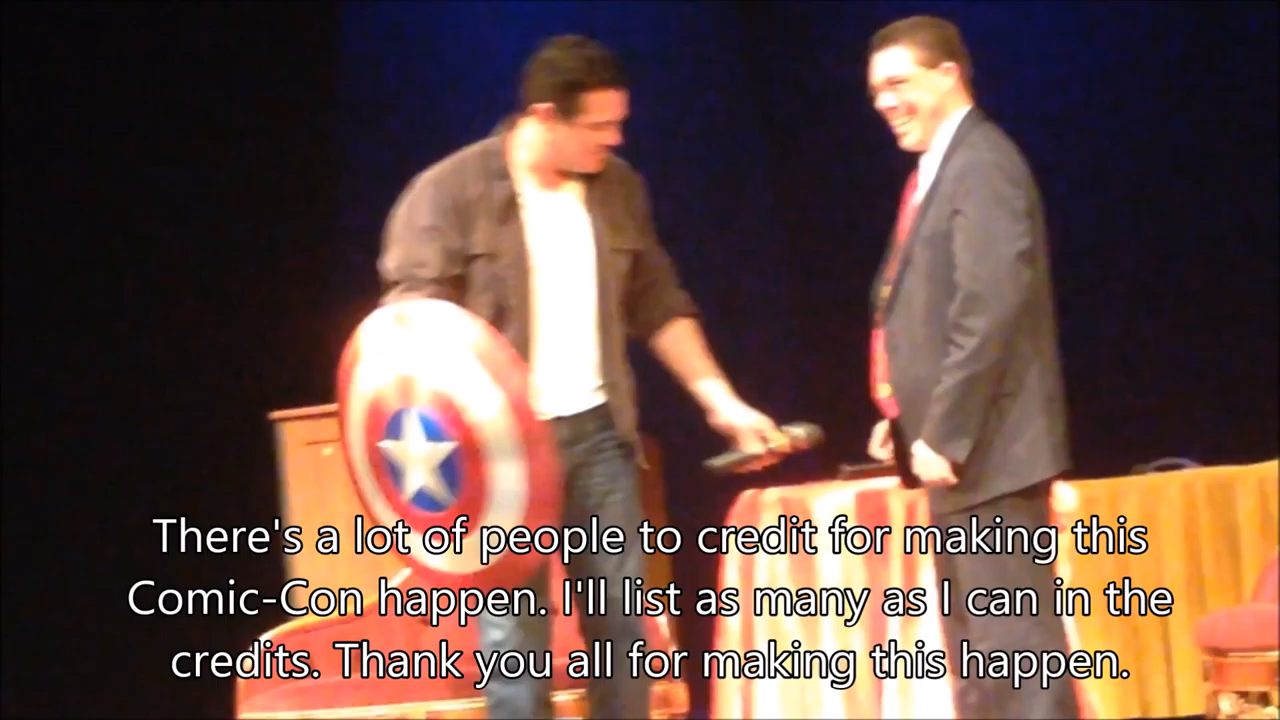 There's a lot of people to credit for making this
Comic-Con happen. I'll list as many as I can in the
credits. Thank you all for making this happen.